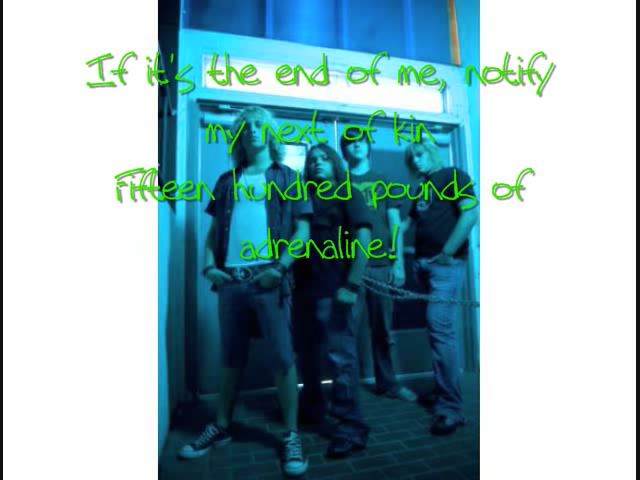 If it's the end of me, notify
my next of kin
Fifteen hundred pounds of
adrenaline!